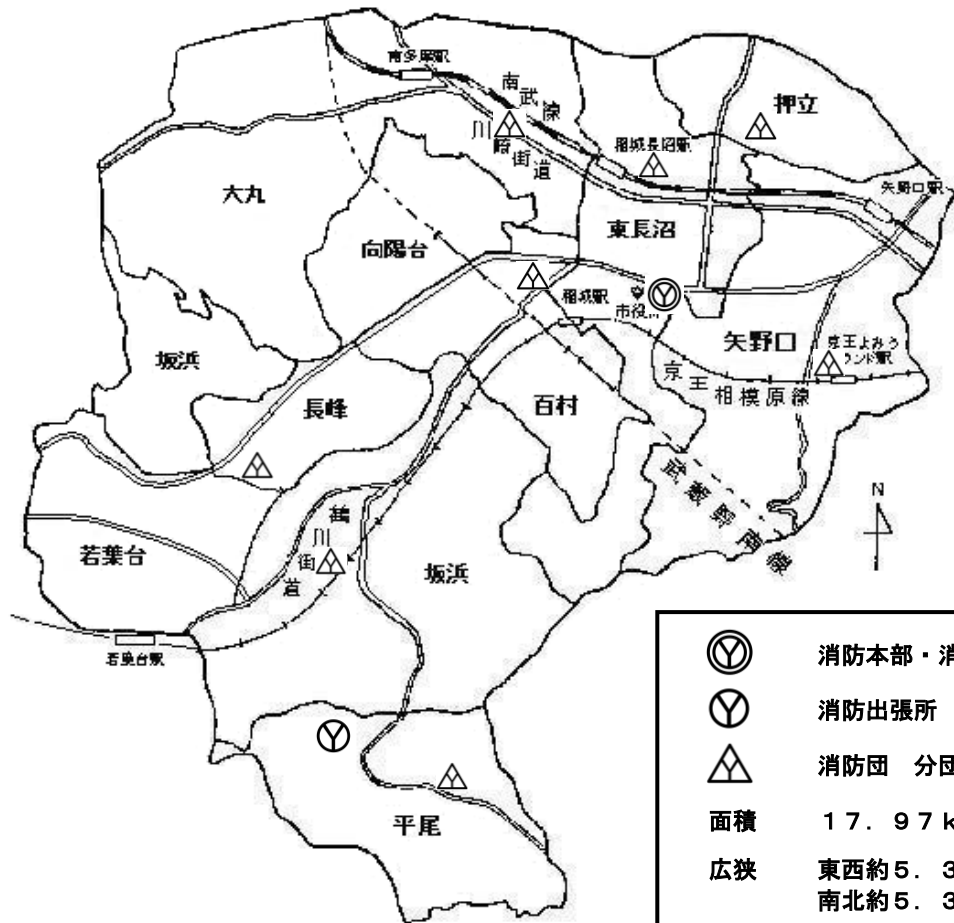 南多摩駅
南武線
川崎街道
押立
稲城長沼駅
矢野口駅
大丸
東長沼
向陽台
稲城駅
市役所
矢野口
京王よみうりランド駅
坂浜
京王相模原線
長峰
百村
武蔵野南線
N
鶴川街道
若葉台
坂浜
若葉台駅
消防本部・消
消防出張所
消防団 分団
面積 17.97k
広狭 東西約5.3
南北約5.3
平尾